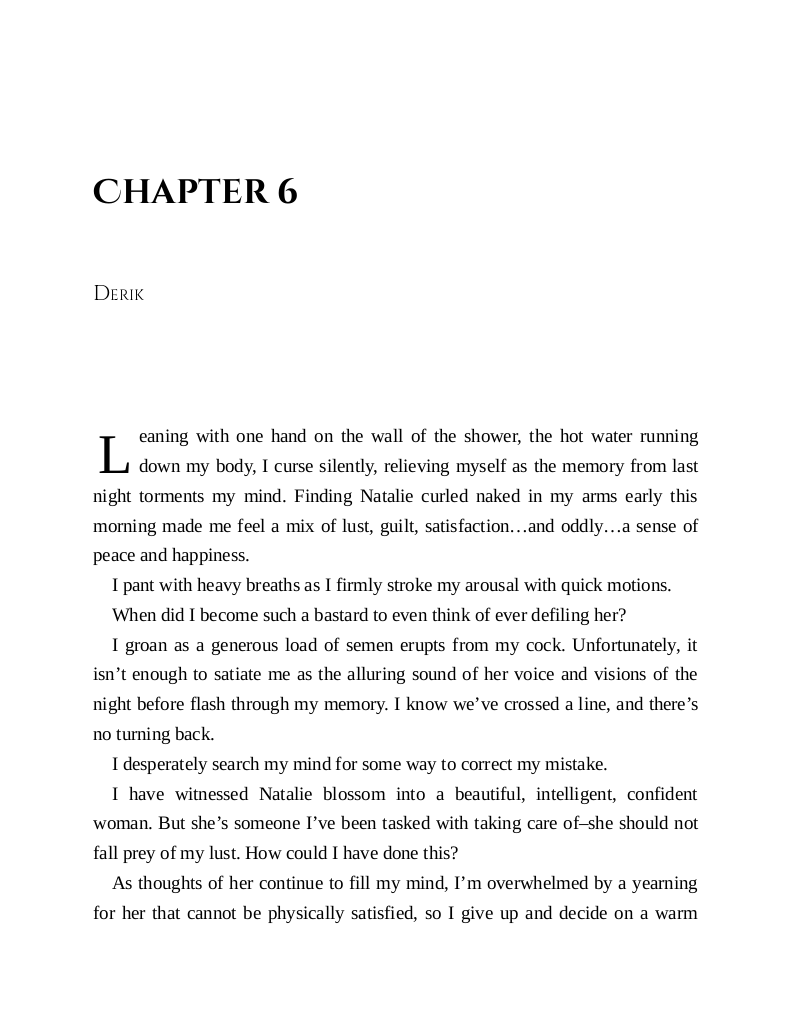 Chapter 6
Derik
Leaning with one hand on the wall of the shower, the hot water running
down my body, I curse silently, relieving myself as the memory from last
night torments my mind. Finding Natalie curled naked in my arms early this
morning made me feel a mix of lust, guilt, satisfaction…and oddly…a sense of
peace and happiness.
I pant with heavy breaths as I firmly stroke my arousal with quick motions.
When did I become such a bastard to even think of ever defiling her?
I groan as a generous load of semen erupts from my cock. Unfortunately, it
isn’t enough to satiate me as the alluring sound of her voice and visions of the
night before flash through my memory. I know we’ve crossed a line, and there’s
no turning back.
I desperately search my mind for some way to correct my mistake.
I have witnessed Natalie blossom into a beautiful, intelligent, confident
woman. But she’s someone I’ve been tasked with taking care of–she should not
fall prey of my lust. How could I have done this?
As thoughts of her continue to fill my mind, I’m overwhelmed by a yearning
for her that cannot be physically satisfied, so I give up and decide on a warm